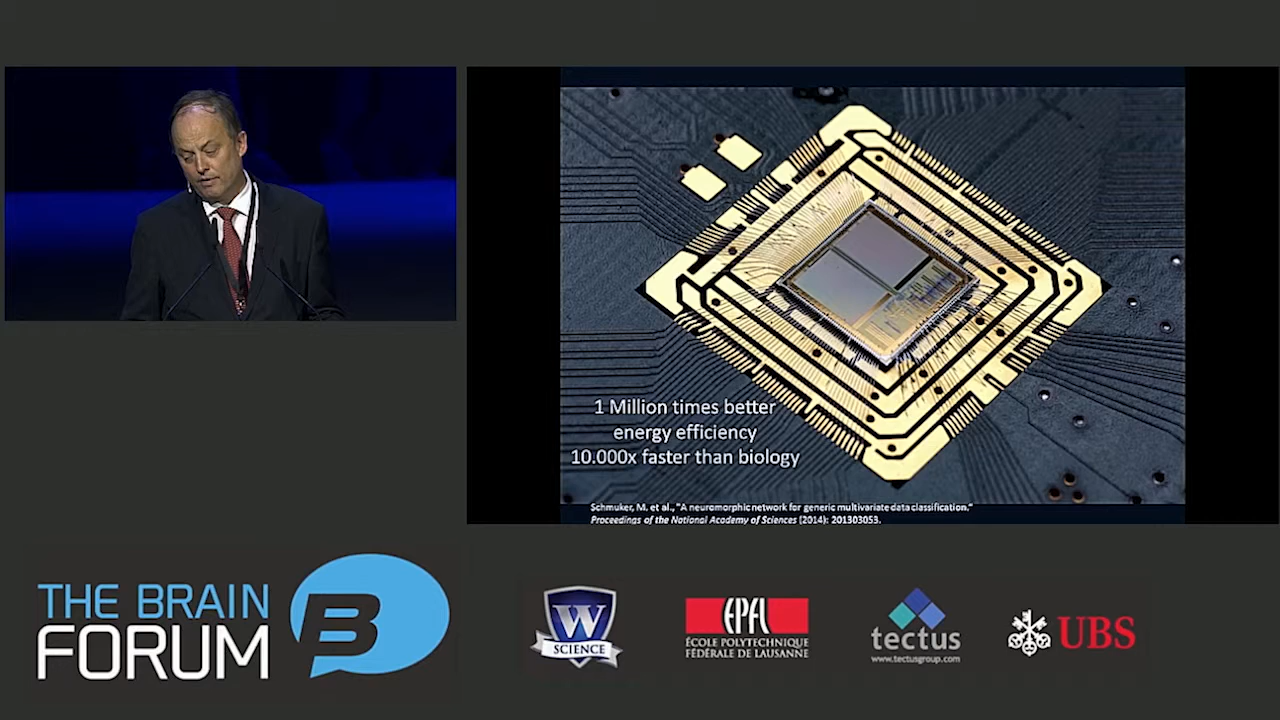 1 Million times better
energy efficiency
10.000x faster than biology
Schmuker, M. et al., "A neuromorphic network for generic multivariate data classification."
Proceedings of the National Academy of Sciences (2014): 201303053.
THE BRAIN
FORUM
B
W
SCIENCE
EPFL
ÉCOLE POLYTECHNIQUE
FÉDÉRALE DE LAUSANNE
tectus
www.tectusgroup.com
UBS